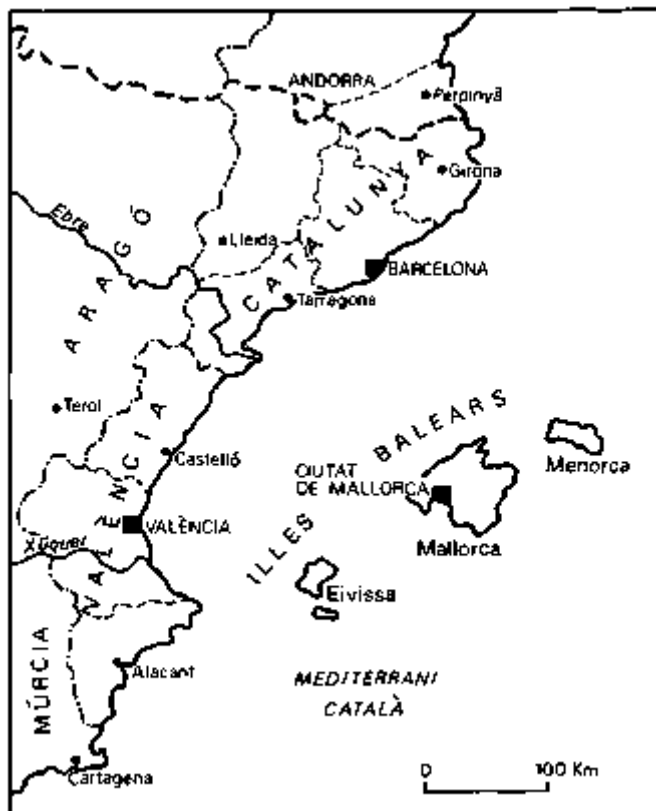 ANDORRA
Perpinyà
Girona
CATALUNYA
Ebre
Lleida
ARAGÓ
BARCELONA
Tarragona
Terol
VALÈNCIA
Castelló
BALEARS
Menorca
CIUTAT
DE MALLORCA
VALÈNCIA
Mallorca
Xúquer
ILLES
Eivissa
MÚRCIA
Alacant
MEDITERRANI
CATALÀ
Cartagena
0 100 Km